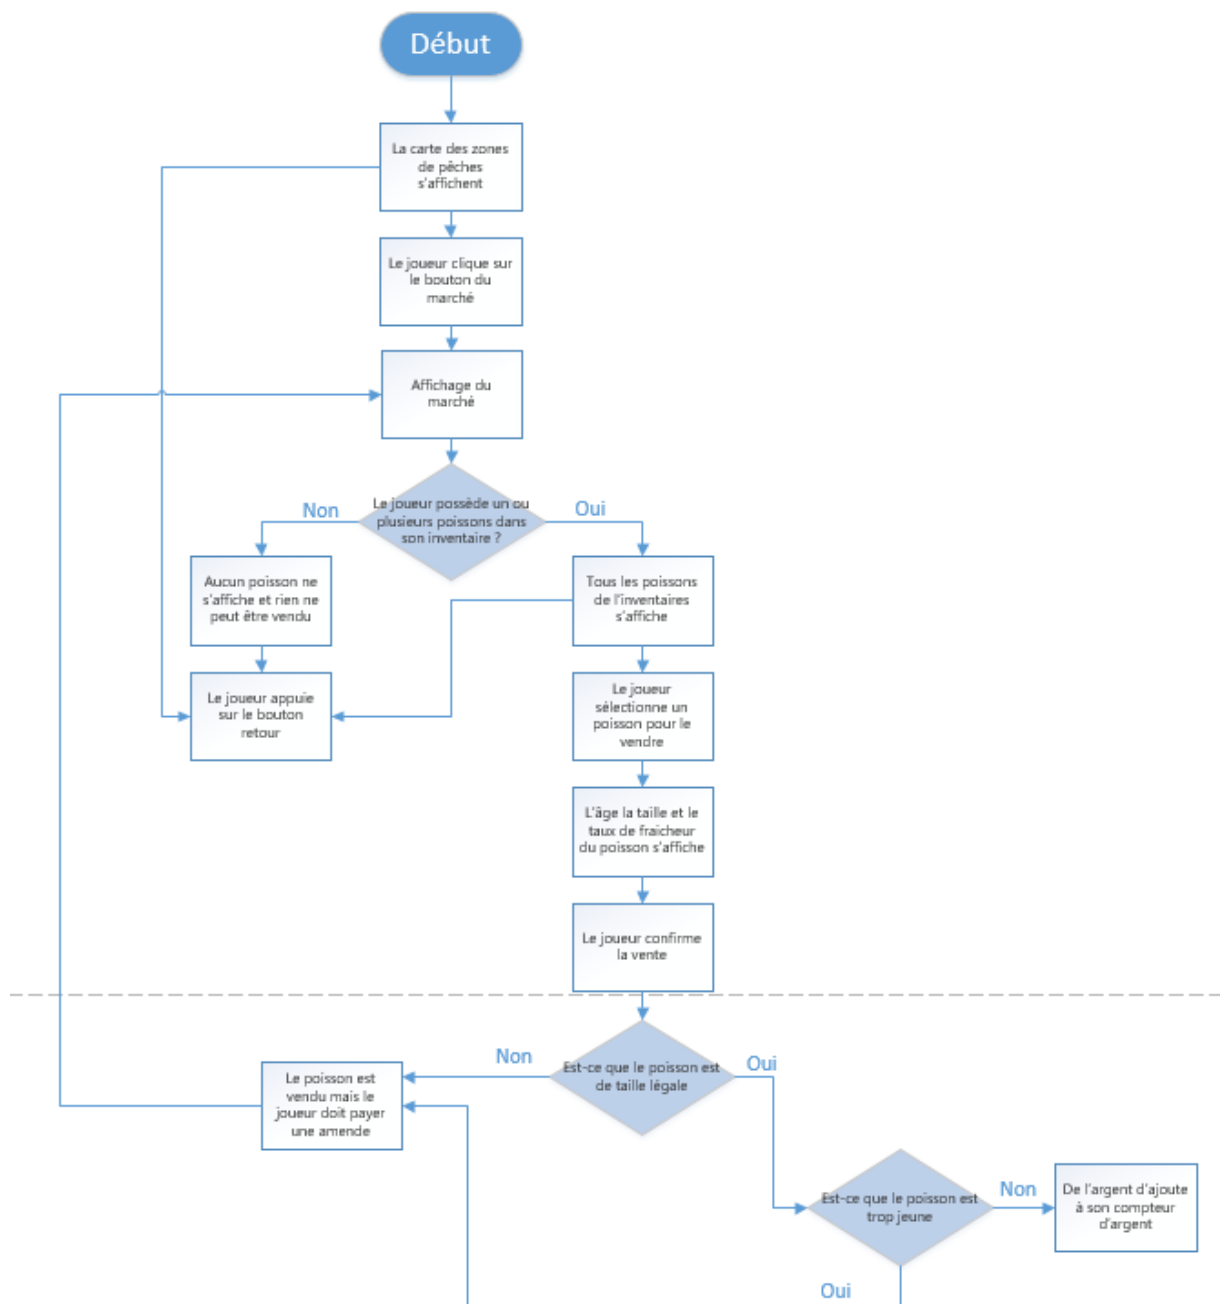 Début
La carte des zones
de pêches
s'affichent
Le joueur clique sur
le bouton du
marché
Affichage du
marché
Non
Le joueur possède un ou
plusieurs poissons dans
son inventaire ?
Oui
Aucun poisson ne
s'affiche et rien ne
peut être vendu
Tous les poissons
de l'inventaires
s'affiche
Le joueur appuie
sur le bouton
retour
Le joueur
sélectionne un
poisson pour le
vendre
L'âge la taille et le
taux de fraicheur
du poisson s'affiche
Le joueur confirme
la vente
Non
Est-ce que le poisson est
de taille légale
Oui
Le poisson est
vendu mais le
joueur doit payer
une amende
Est-ce que le poisson est
trop jeune
Non
De l'argent d'ajoute
à son compteur
d'argent
Oui